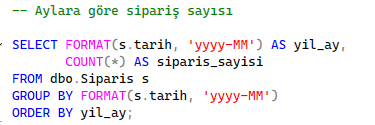 -- Aylara göre sipariş sayısı

SELECT FORMAT(s.tarih, 'yyyy-MM') AS yil_ay,
       COUNT(*) AS siparis_sayisi
FROM dbo.Siparis s
GROUP BY FORMAT(s.tarih, 'yyyy-MM')
ORDER BY yil_ay;